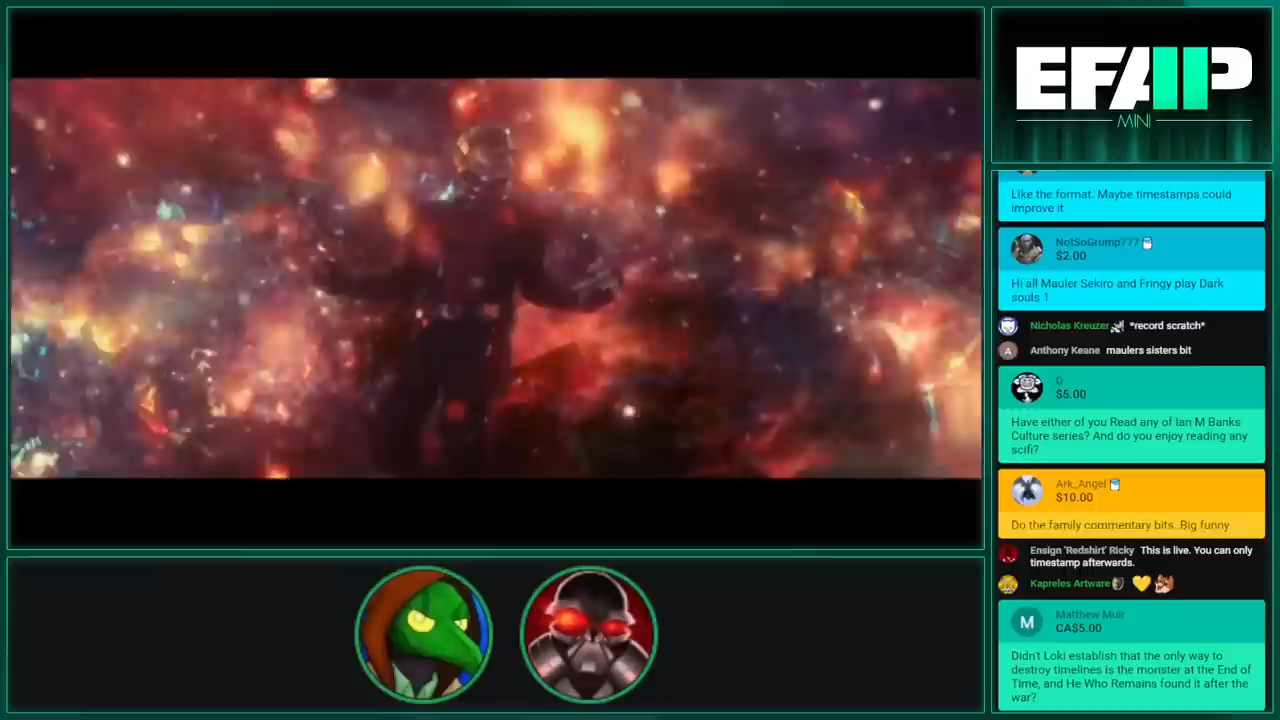 EFAP
MINI
Like the format. Maybe timestamps could
improve it
NotSoGrump777
$2.00
Hi all Mauler Sekiro and Fringy play Dark
souls 1
Nicholas Kreuzer *record scratch*
Anthony Keane maulers sisters bit
D
$5.00
Have either of you Read any of Ian M Banks
Culture series? And do you enjoy reading any
scifi?
Ark_Angel
$10.00
Do the family commentary bits..Big funny
Ensign 'Redshirt' Ricky This is live. You can only
timestamp afterwards.
Kapreles Artware
M
Matthew Muir
CA$5.00
Didn't Loki establish that the only way to
destroy timelines is the monster at the End of
Time, and He Who Remains found it after the
war?